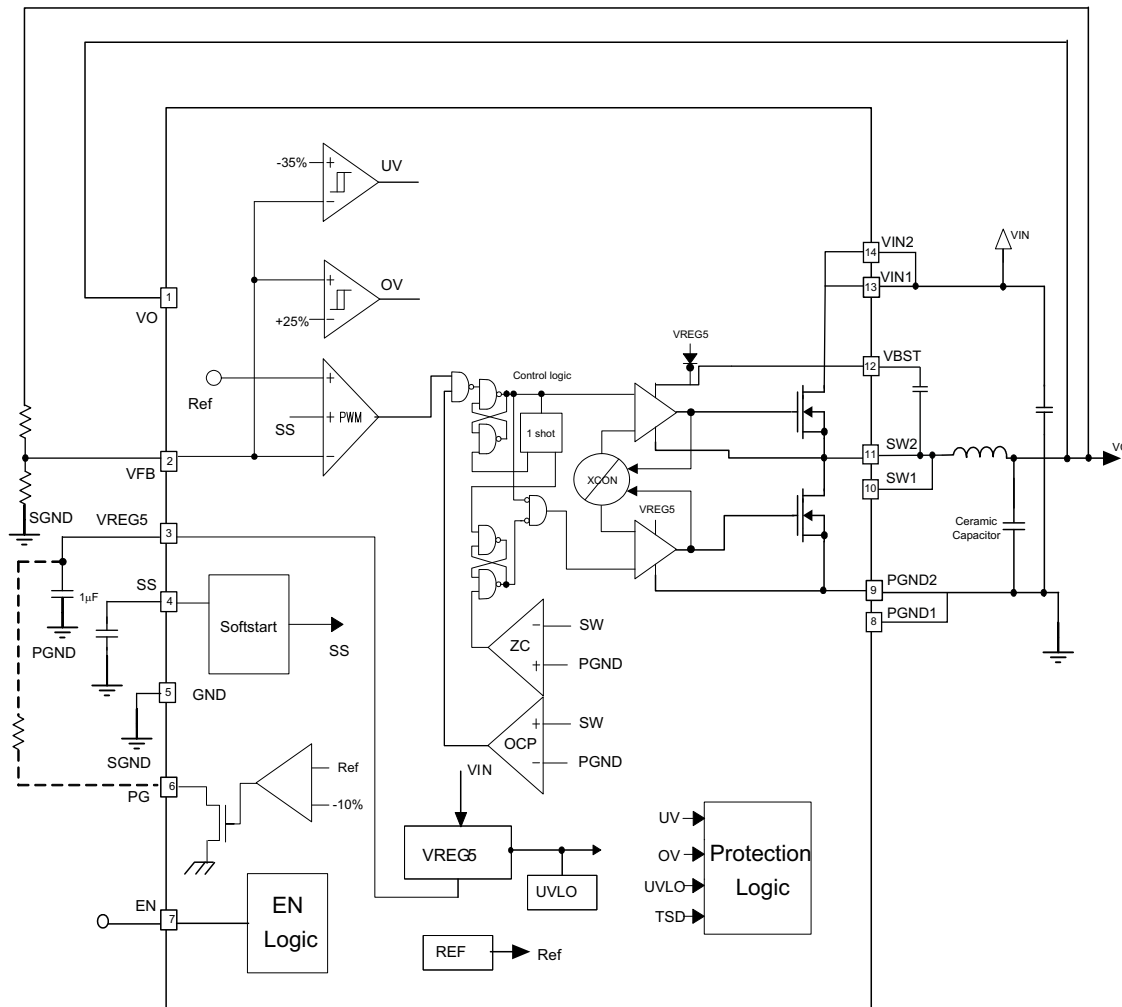 -35%
UV
OV
+25%
VIN2
14
VIN
VIN1
13
1
VO
VREG5
VBST
12
Control logic
Ref
SS
PWM
1 shot
2
VFB
SW2
11
XCON
10
SW1
SGND
VREG5
3
VREG5
Ceramic
Capacitor
1µF
SS
4
PGND
Softstart
SS
PGND2
9
8
PGND1
SW
ZC
PGND
5
GND
SGND
SW
OCP
PGND
VIN
PG
6
Ref
-10%
VREG5
UVLO
UV
OV
UVLO
TSD
Protection
Logic
EN
7
EN
Logic
REF
Ref